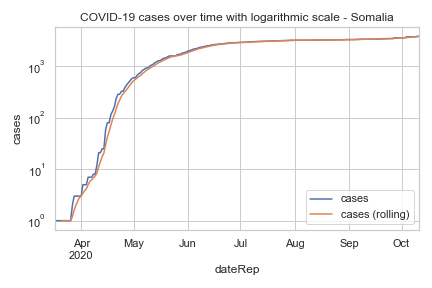 COVID-19 cases over time with logarithmic scale - Somalia
cases
10³
10²
10¹
10⁰
Apr
2020
May
Jun
Jul
Aug
Sep
Oct
dateRep
cases
cases (rolling)